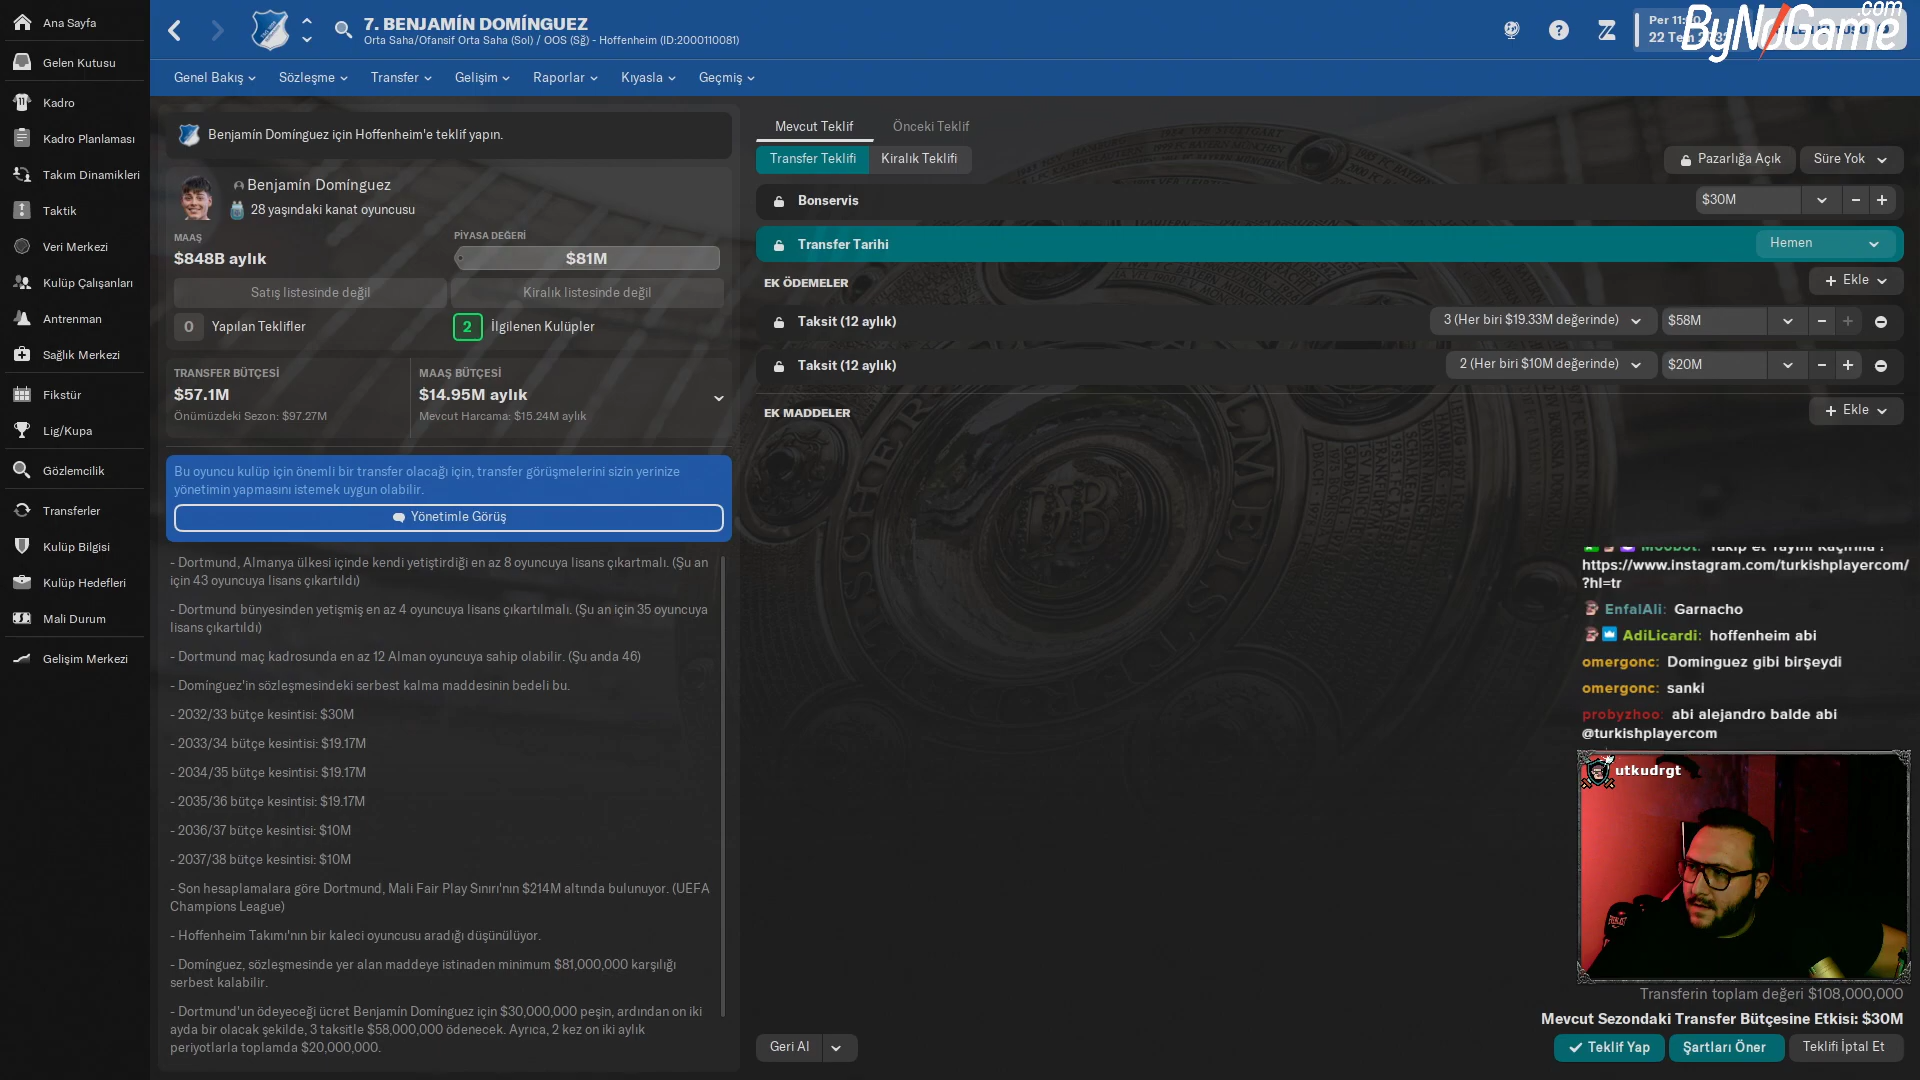 Ana Sayfa
Gelen Kutusu
Kadro
Kadro Planlaması
Takım Dinamikleri
Taktik
Veri Merkezi
Kulüp Çalışanları
Antrenman
Sağlık Merkezi
Fikstür
Lig/Kupa
Gözlemcilik
Transferler
Kulüp Bilgisi
Kulüp Hedefleri
Mali Durum
Gelişim Merkezi
7. BENJAMÍN DOMÍNGUEZ
Orta Saha/Ofansif Orta Saha (Sol) / OOS (Sğ) - Hoffenheim (ID:2000110081)
Per 11:
22 Tem
ByNoGame
.com
Genel Bakış
Sözleşme
Transfer
Gelişim
Raporlar
Kıyasla
Geçmiş
Benjamín Domínguez için Hoffenheim'e teklif yapın.
Benjamín Domínguez
28 yaşındaki kanat oyuncusu
MAAŞ
$848B aylık
PİYASA DEĞERİ
$81M
Satış listesinde değil
Kiralık listesinde değil
0 Yapılan Teklifler
2 İlgilenen Kulüpler
TRANSFER BÜTÇESİ
$57.1M
Önümüzdeki Sezon: $97.27M
MAAŞ BÜTÇESİ
$14.95M aylık
Mevcut Harcama: $15.24M aylık
Bu oyuncu kulüp için önemli bir transfer olacağı için, transfer görüşmelerini sizin yerinize
yönetimin yapmasını istemek uygun olabilir.
Yönetimle Görüş
- Dortmund, Almanya ülkesi içinde kendi yetiştirdiği en az 8 oyuncuya lisans çıkartmalı. (Şu an
için 43 oyuncuya lisans çıkartıldı)
- Dortmund bünyesinden yetişmiş en az 4 oyuncuya lisans çıkartılmalı. (Şu an için 35 oyuncuya
lisans çıkartıldı)
- Dortmund maç kadrosunda en az 12 Alman oyuncuya sahip olabilir. (Şu anda 46)
- Domínguez'in sözleşmesindeki serbest kalma maddesinin bedeli bu.
- 2032/33 bütçe kesintisi: $30M
- 2033/34 bütçe kesintisi: $19.17M
- 2034/35 bütçe kesintisi: $19.17M
- 2035/36 bütçe kesintisi: $19.17M
- 2036/37 bütçe kesintisi: $10M
- 2037/38 bütçe kesintisi: $10M
- Son hesaplamalara göre Dortmund, Mali Fair Play Sınırı'nın $214M altında bulunuyor. (UEFA
Champions League)
- Hoffenheim Takımı'nın bir kaleci oyuncusu aradığı düşünülüyor.
- Domínguez, sözleşmesinde yer alan maddeye istinaden minimum $81,000,000 karşılığı
serbest kalabilir.
- Dortmund'un ödeyeceği ücret Benjamín Domínguez için $30,000,000 peşin, ardından on iki
ayda bir olacak şekilde, 3 taksitle $58,000,000 ödenecek. Ayrıca, 2 kez on iki aylık
periyotlarla toplamda $20,000,000.
Mevcut Teklif
Önceki Teklif
Transfer Teklifi
Kiralık Teklifi
Pazarlığa Açık
Süre Yok
Bonservis
$30M
Transfer Tarihi
Hemen
EK ÖDEMELER
Ekle
Taksit (12 aylık)
3 (Her biri $19.33M değerinde)
$58M
Taksit (12 aylık)
2 (Her biri $10M değerinde)
$20M
EK MADDELER
Ekle
https://www.instagram.com/turkishplayercom/
?hl=tr
EnfalAli: Garnacho
AdiLicardi: hoffenheim abi
omergonc: Dominguez gibi birşeydi
omergonc: sanki
probyzhoo: abi alejandro balde abi
@turkishplayercom
utkudrgt
Transferin toplam değeri $108,000,000
Mevcut Sezondaki Transfer Bütçesine Etkisi: $30M
Geri Al
Teklif Yap
Şartları Öner
Teklifi İptal Et